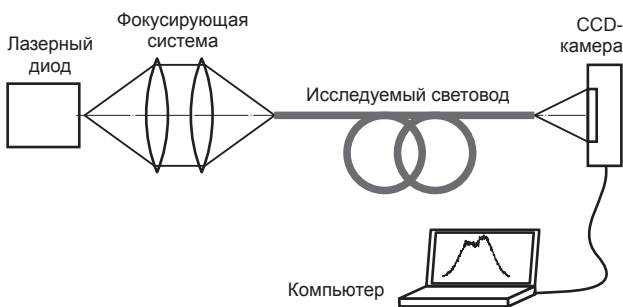 Лазерный
диод
Фокусирующая
система
Исследуемый световод
CCD-
камера
Компьютер